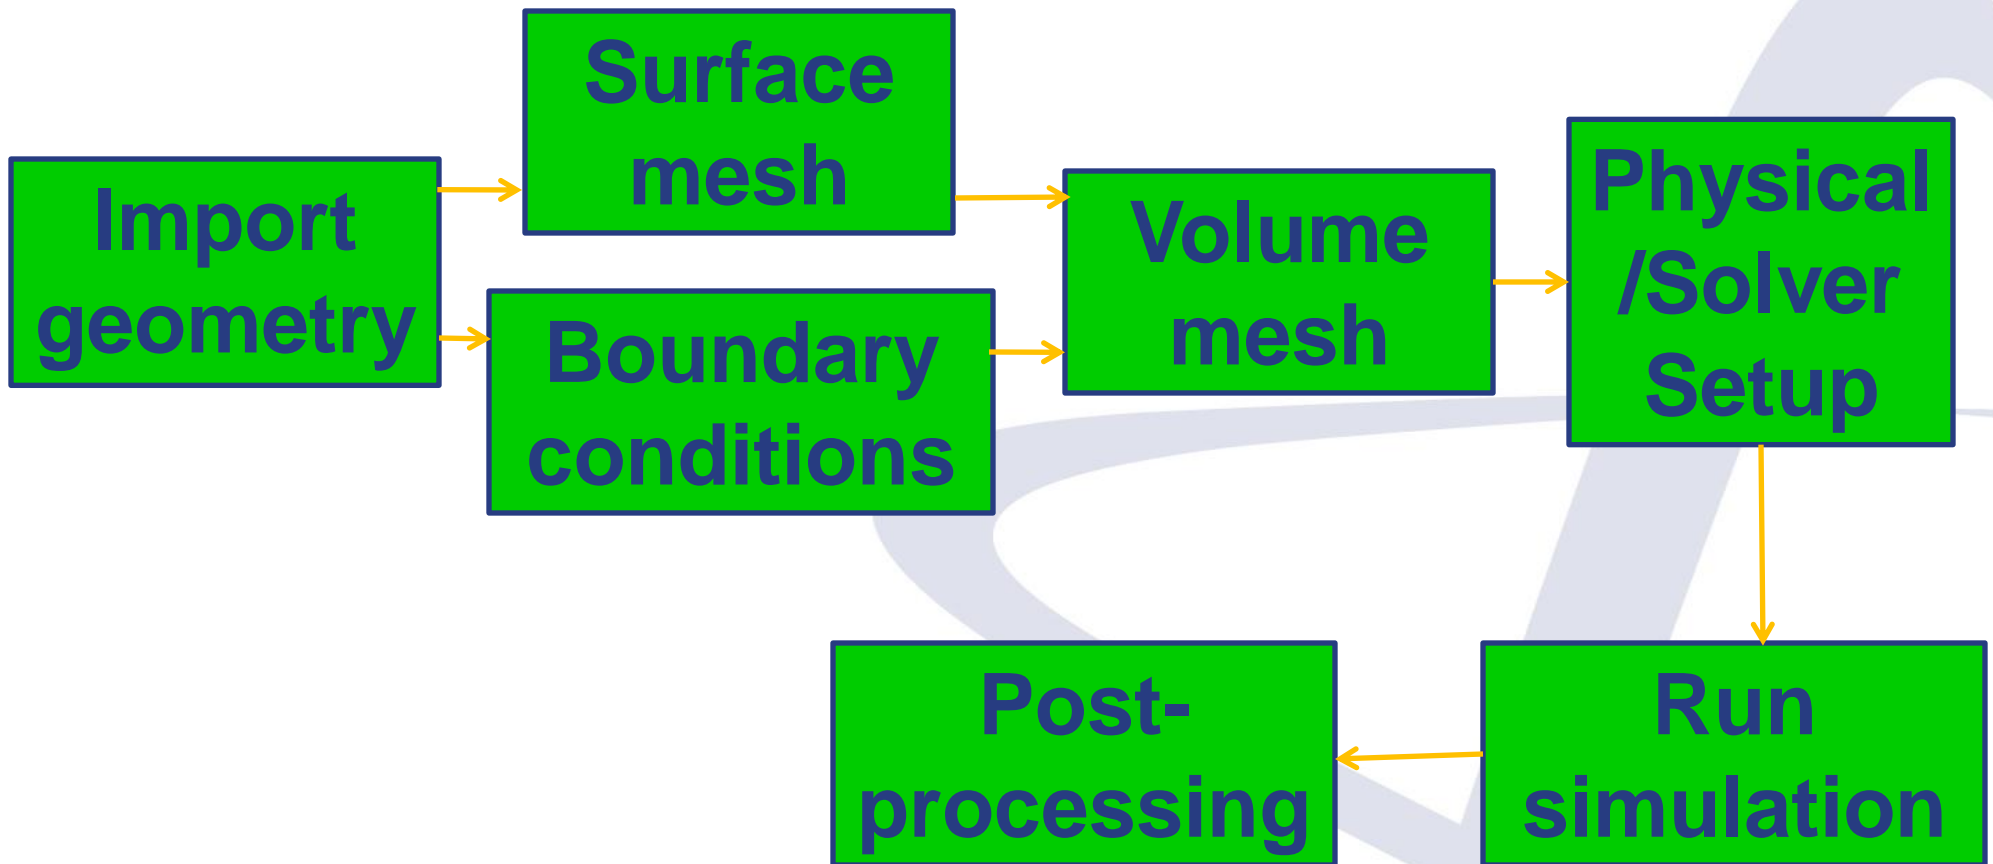 Import
geometry
Surface
mesh
Boundary
conditions
Volume
mesh
Physical
/Solver
Setup
Run
simulation
Post-
processing